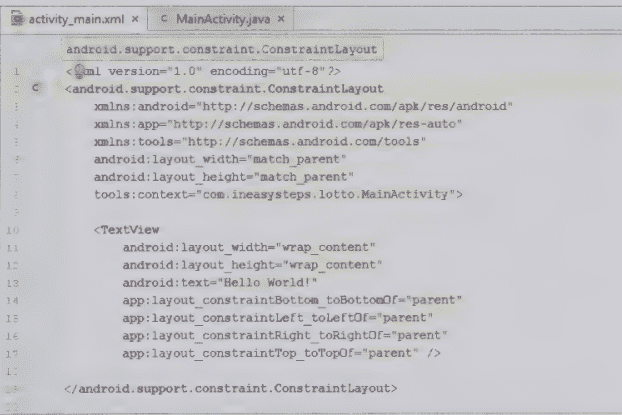 activity_main.xml × C MainActivity.java ×
android.support.constraint.ConstraintLayout
1 <?xml version="1.0" encoding="utf-8"?>
C <android.support.constraint.ConstraintLayout
xmlns:android="http://schemas.android.com/apk/res/android"
xmlns:app="http://schemas.android.com/apk/res-auto"
xmlns:tools="http://schemas.android.com/tools"
android:layout_width="match_parent"
android:layout_height="match_parent"
tools:context="com.ineasysteps.lotto.MainActivity">
10 <TextView
11 android:layout_width="wrap_content"
12 android:layout_height="wrap_content"
13 android:text="Hello World!"
14 app:layout_constraintBottom_toBottomOf="parent"
15 app:layout_constraintLeft_toLeftOf="parent"
16 app:layout_constraintRight_toRightOf="parent"
17 app:layout_constraintTop_toTopOf="parent" />
</android.support.constraint.ConstraintLayout>